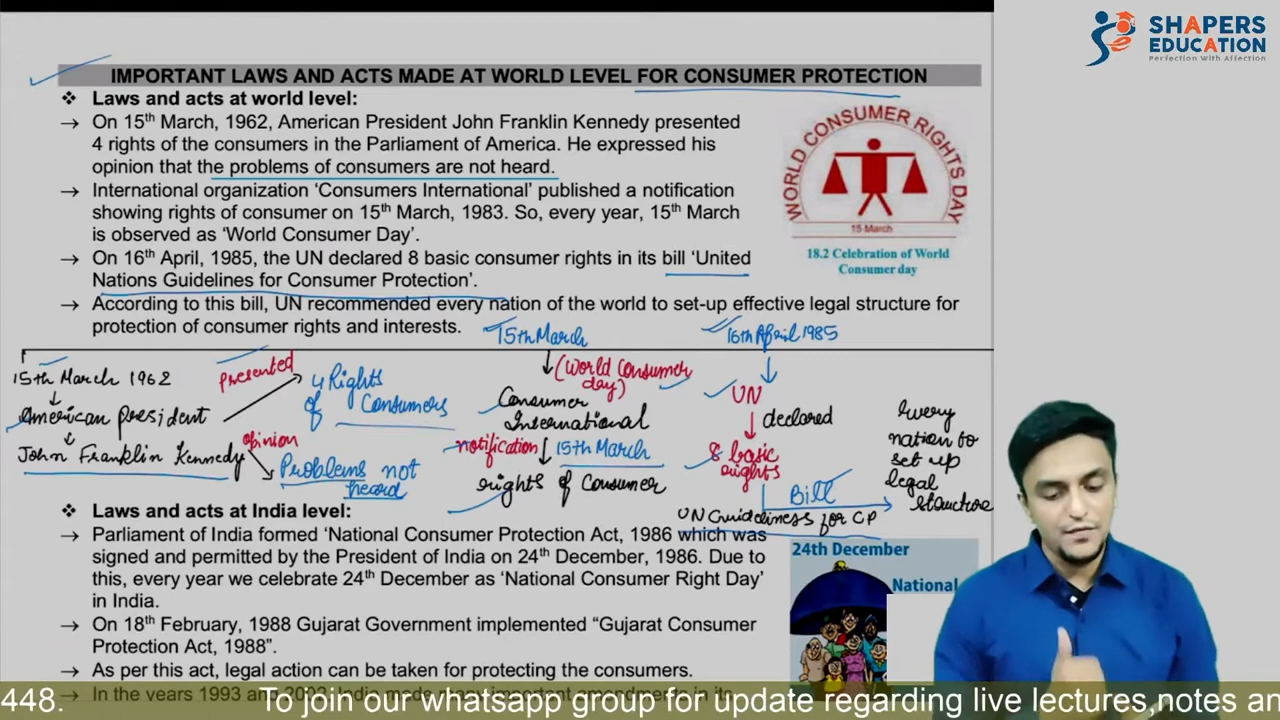 SHAPERS
EDUCATION
Perfection With Affection
IMPORTANT LAWS AND ACTS MADE AT WORLD LEVEL FOR CONSUMER PROTECTION
❖ Laws and acts at world level:
→ On 15th March, 1962, American President John Franklin Kennedy presented
4 rights of the consumers in the Parliament of America. He expressed his
opinion that the problems of consumers are not heard.
→ International organization ‘Consumers International’ published a notification
showing rights of consumer on 15th March, 1983. So, every year, 15th March
is observed as ‘World Consumer Day’.
→ On 16th April, 1985, the UN declared 8 basic consumer rights in its bill ‘United
Nations Guidelines for Consumer Protection’.
→ According to this bill, UN recommended every nation of the world to set-up effective legal structure for
protection of consumer rights and interests.
WORLD CONSUMER RIGHTS DAY
15 March
18.2 Celebration of World
Consumer day
15th March 1962
American president
John Franklin Kennedy
presented
4 Rights
of Consumers
opinion
Problems not
heard
15th March
(World Consumer
day)
Consumer
International
notification
15th March
rights of Consumer
16th April 1985
UN
declared
8 basic
rights
Bill
UN Guideliness for CP
Every
nation to
set up
legal
structure
❖ Laws and acts at India level:
→ Parliament of India formed ‘National Consumer Protection Act, 1986 which was
signed and permitted by the President of India on 24th December, 1986. Due to
this, every year we celebrate 24th December as ‘National Consumer Right Day’
in India.
→ On 18th February, 1988 Gujarat Government implemented “Gujarat Consumer
Protection Act, 1988”.
→ As per this act, legal action can be taken for protecting the consumers.
→ In the years 1993 and 2002, India made many important amendments in its
24th December
National
448. To join our whatsapp group for update regarding live lectures,notes an